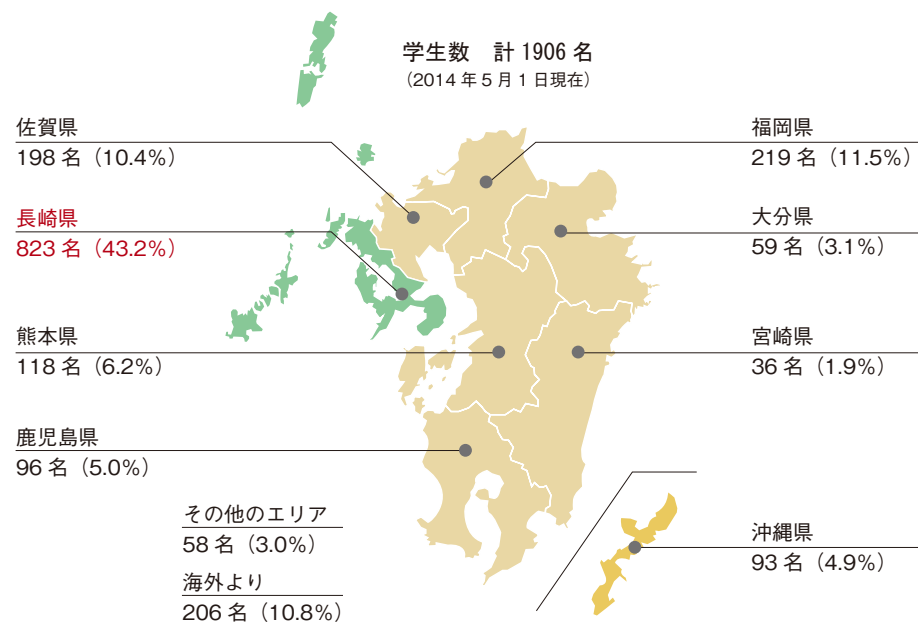 学生数　計 1906 名
（2014 年 5 月 1 日現在）
佐賀県
198 名（10.4%）
福岡県
219 名（11.5%）
長崎県
823 名（43.2%）
大分県
59 名（3.1%）
熊本県
118 名（6.2%）
宮崎県
36 名（1.9%）
鹿児島県
96 名（5.0%）
その他のエリア
58 名（3.0%）
沖縄県
93 名（4.9%）
海外より
206 名（10.8%）